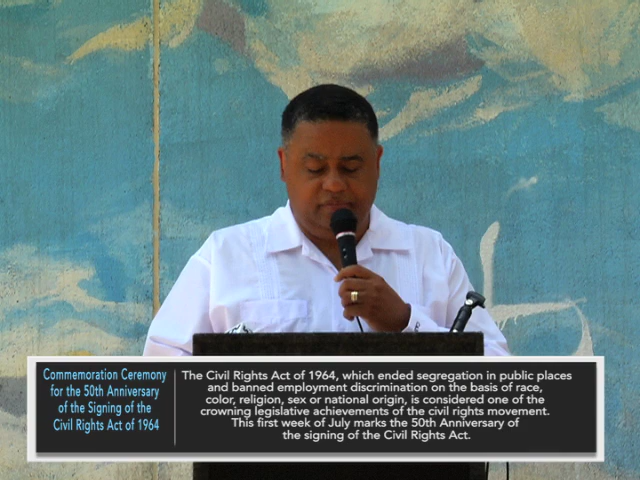 Commemoration Ceremony
for the 50th Anniversary
of the Signing of the
Civil Rights Act of 1964
The Civil Rights Act of 1964, which ended segregation in public places
and banned employment discrimination on the basis of race,
color, religion, sex or national origin, is considered one of the
crowning legislative achievements of the civil rights movement.
This first week of July marks the 50th Anniversary of
the signing of the Civil Rights Act.